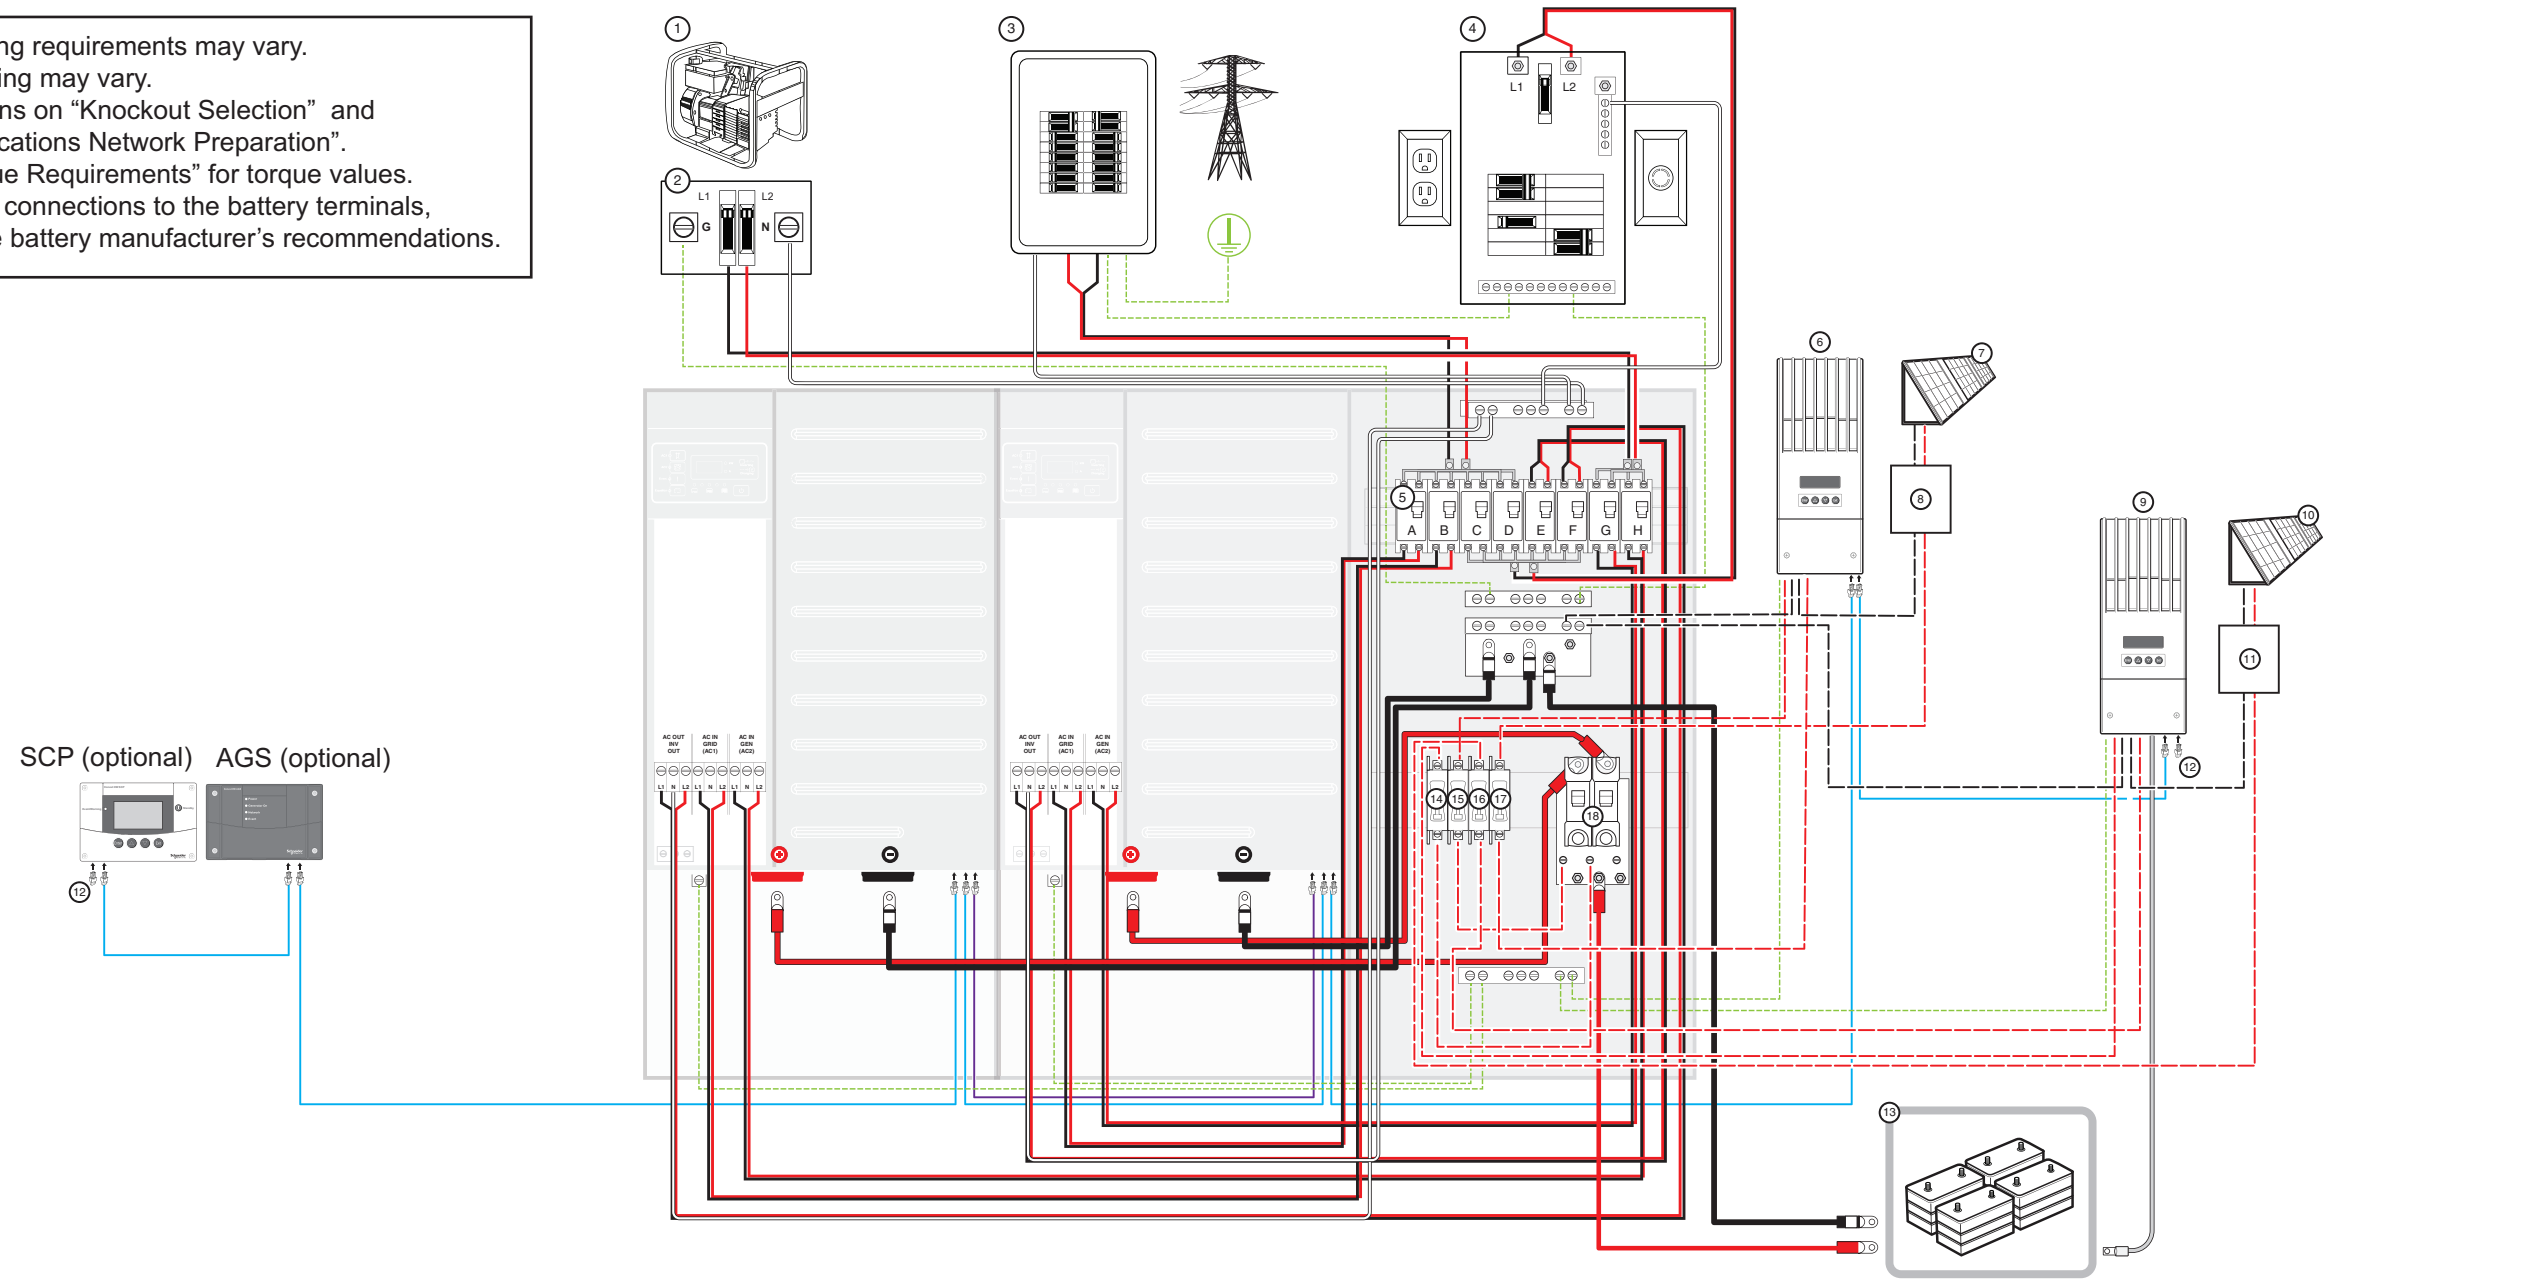 ng requirements may vary.
ing may vary.
ns on “Knockout Selection” and
cations Network Preparation”.
ue Requirements” for torque values.
connections to the battery terminals,
e battery manufacturer’s recommendations.
1
2
L1 L2
G N
3
4
L1 L2
5
A B C D E F G H
6
7
8
9
10
11
12
SCP (optional) AGS (optional)
12
AC OUT INV OUT
AC IN GRID (AC1)
AC IN GEN (AC2)
L1 N L2 L1 N L2 L1 N L2
AC OUT INV OUT
AC IN GRID (AC1)
AC IN GEN (AC2)
L1 N L2 L1 N L2 L1 N L2
14 15 16 17
18
13